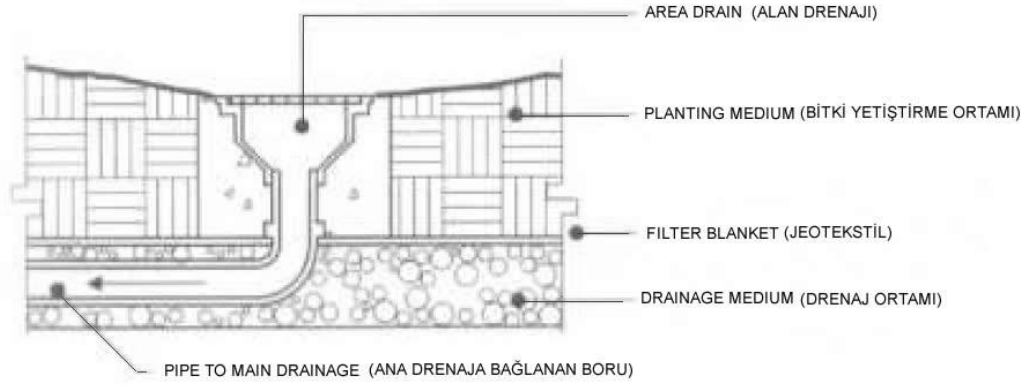 AREA DRAIN (ALAN DRENAJI)
PLANTING MEDIUM (BİTKİ YETİŞTİRME ORTAMI)
FILTER BLANKET (JEOTEKSTİL)
DRAINAGE MEDIUM (DRENAJ ORTAMI)
PIPE TO MAIN DRAINAGE (ANA DRENAJA BAĞLANAN BORU)